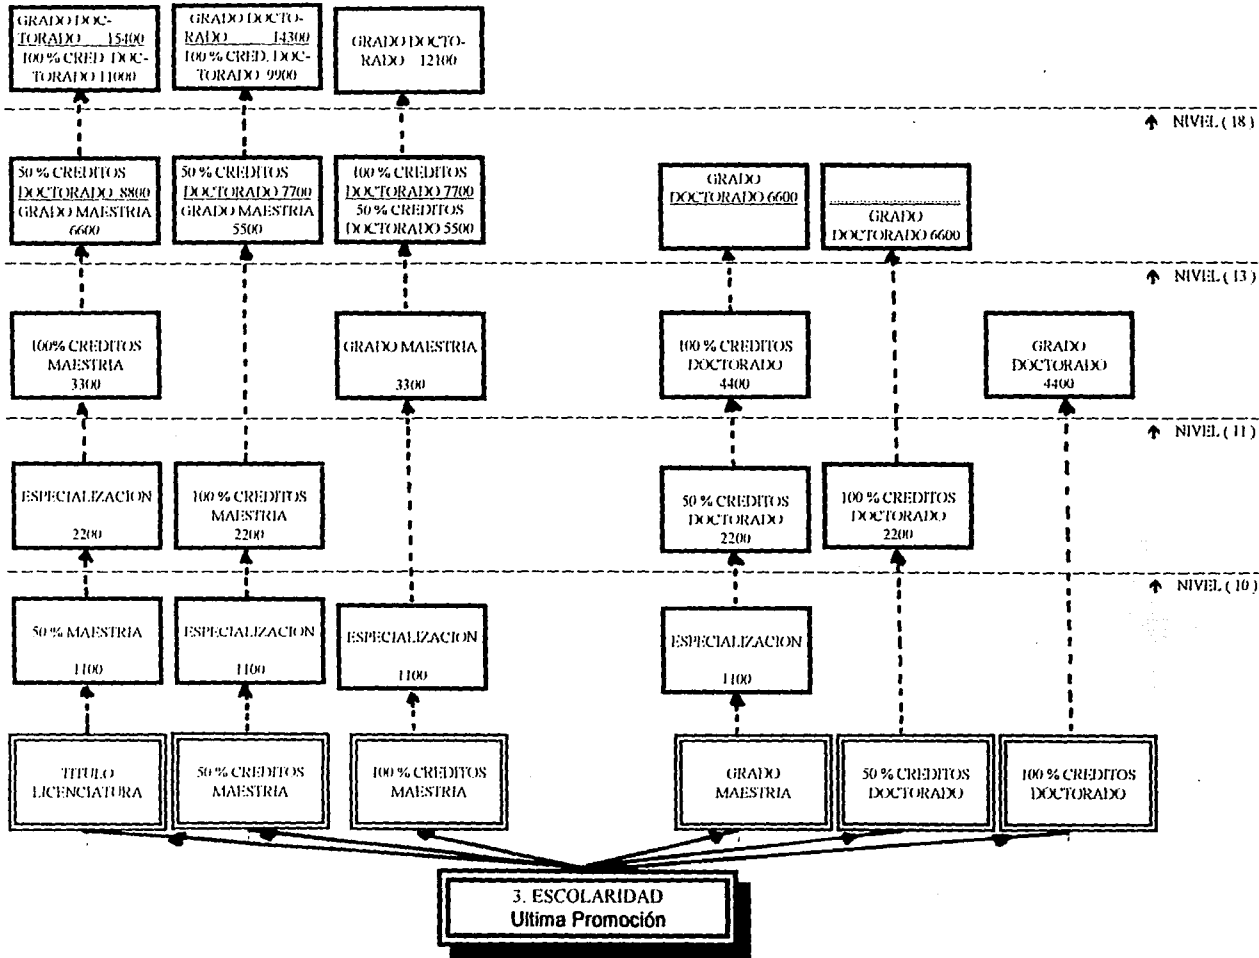 GRADO DOC-
TORADO 15400
100 % CRED. DOC-
TORADO 11000
GRADO DOCTO-
RADO 14300
100 % CRED. DOC-
TORADO 9900
GRADO DOCTO-
RADO 12100
NIVEL ( 18 )
50 % CREDITOS
DOCTORADO 8800
GRADO MAESTRIA
6600
50 % CREDITOS
DOCTORADO 7700
GRADO MAESTRIA
5500
100 % CREDITOS
DOCTORADO 7700
50 % CREDITOS
DOCTORADO 5500
GRADO
DOCTORADO 6600
GRADO
DOCTORADO 6600
NIVEL ( 13 )
100% CREDITOS
MAESTRIA
3300
GRADO MAESTRIA
3300
100 % CREDITOS
DOCTORADO
4400
GRADO
DOCTORADO
4400
NIVEL ( 11 )
ESPECIALIZACION
2200
100 % CREDITOS
MAESTRIA
2200
50 % CREDITOS
DOCTORADO
2200
100 % CREDITOS
DOCTORADO
2200
NIVEL ( 10 )
50 % MAESTRIA
1100
ESPECIALIZACION
1100
ESPECIALIZACION
1100
ESPECIALIZACION
1100
TITULO
LICENCIATURA
50 % CREDITOS
MAESTRIA
100 % CREDITOS
MAESTRIA
GRADO
MAESTRIA
50 % CREDITOS
DOCTORADO
100 % CREDITOS
DOCTORADO
3. ESCOLARIDAD
Ultima Promoción